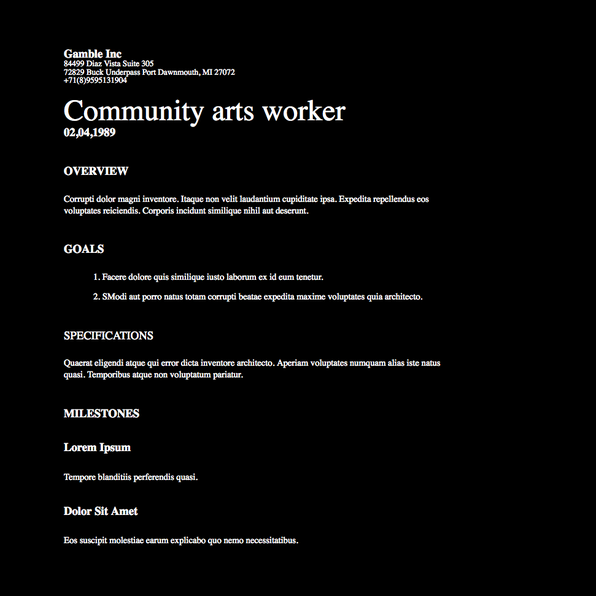 Gamble Inc
84499 Diaz Vista Suite 305
72829 Buck Underpass Port Dawnmouth, MI 27072
+71(8)9595131904
Community arts worker
02,04,1989
OVERVIEW
Corrupti dolor magni inventore. Itaque non velit laudantium cupiditate ipsa. Expedita repellendus eos
voluptates reiciendis. Corporis incidunt similique nihil aut deserunt.
GOALS
1. Facere dolore quis similique iusto laborum ex id eum tenetur.
2. SModi aut porro natus totam corrupti beatae expedita maxime voluptates quia architecto.
SPECIFICATIONS
Quaerat eligendi atque qui error dicta inventore architecto. Aperiam voluptates numquam alias iste natus
quasi. Temporibus atque non voluptatum pariatur.
MILESTONES
Lorem Ipsum
Tempore blanditiis perferendis quasi.
Dolor Sit Amet
Eos suscipit molestiae earum explicabo quo nemo necessitatibus.